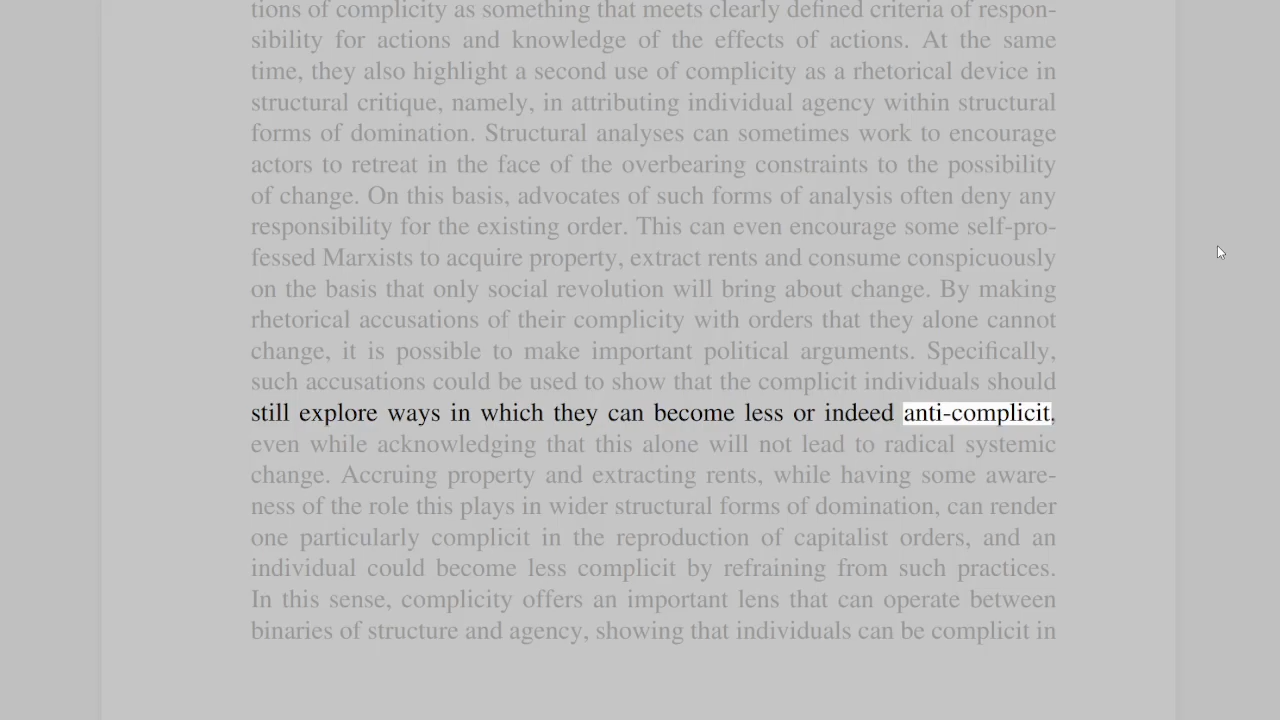 tions of complicity as something that meets clearly defined criteria of respon-
sibility for actions and knowledge of the effects of actions. At the same
time, they also highlight a second use of complicity as a rhetorical device in
structural critique, namely, in attributing individual agency within structural
forms of domination. Structural analyses can sometimes work to encourage
actors to retreat in the face of the overbearing constraints to the possibility
of change. On this basis, advocates of such forms of analysis often deny any
responsibility for the existing order. This can even encourage some self-pro-
fessed Marxists to acquire property, extract rents and consume conspicuously
on the basis that only social revolution will bring about change. By making
rhetorical accusations of their complicity with orders that they alone cannot
change, it is possible to make important political arguments. Specifically,
such accusations could be used to show that the complicit individuals should
still explore ways in which they can become less or indeed anti-complicit,
even while acknowledging that this alone will not lead to radical systemic
change. Accruing property and extracting rents, while having some aware-
ness of the role this plays in wider structural forms of domination, can render
one particularly complicit in the reproduction of capitalist orders, and an
individual could become less complicit by refraining from such practices.
In this sense, complicity offers an important lens that can operate between
binaries of structure and agency, showing that individuals can be complicit in